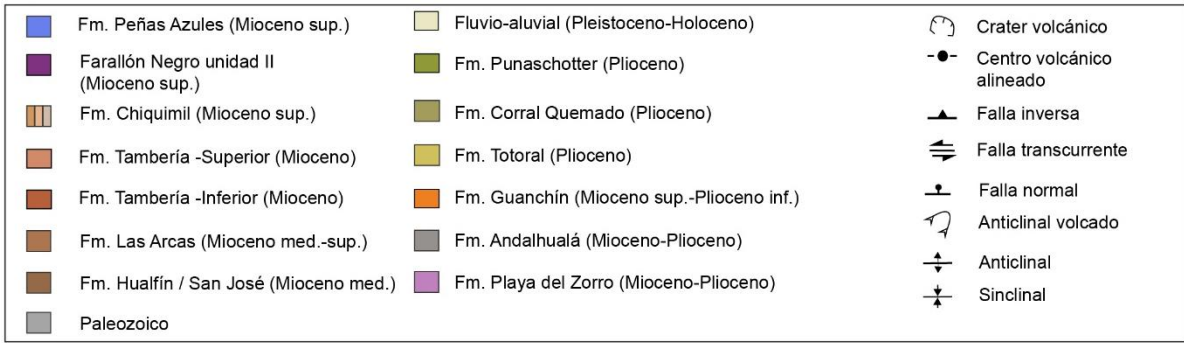 Fm. Peñas Azules (Mioceno sup.)
Farallón Negro unidad II
(Mioceno sup.)
Fm. Chiquimil (Mioceno sup.)
Fm. Tambería -Superior (Mioceno)
Fm. Tambería -Inferior (Mioceno)
Fm. Las Arcas (Mioceno med.-sup.)
Fm. Hualfín / San José (Mioceno med.)
Paleozoico
Fluvio-aluvial (Pleistoceno-Holoceno)
Fm. Punaschotter (Plioceno)
Fm. Corral Quemado (Plioceno)
Fm. Totoral (Plioceno)
Fm. Guanchín (Mioceno sup.-Plioceno inf.)
Fm. Andalhualá (Mioceno-Plioceno)
Fm. Playa del Zorro (Mioceno-Plioceno)
Crater volcánico
Centro volcánico
alineado
Falla inversa
Falla transcurrente
Falla normal
Anticlinal volcado
Anticlinal
Sinclinal